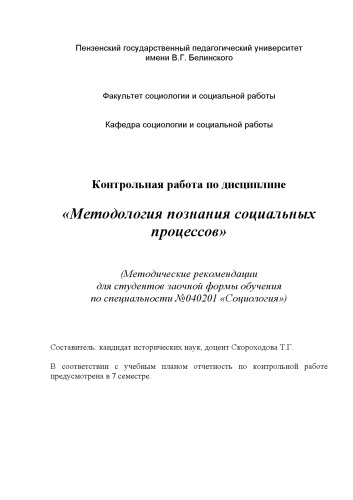 Пензенский государственный педагогический университет
имени В.Г. Белинского
Факультет социологии и социальной работы
Кафедра социологии и социальной работы
Контрольная работа по дисциплине
«Методология познания социальных
процессов»
(Методические рекомендации
для студентов заочной формы обучения
по специальности №040201 «Социология»)
Составитель: кандидат исторических наук, доцент Скороходова Т.Г.
В соответствии с учебным планом отчетность по контрольной работе
предусмотрена в 7 семестре.